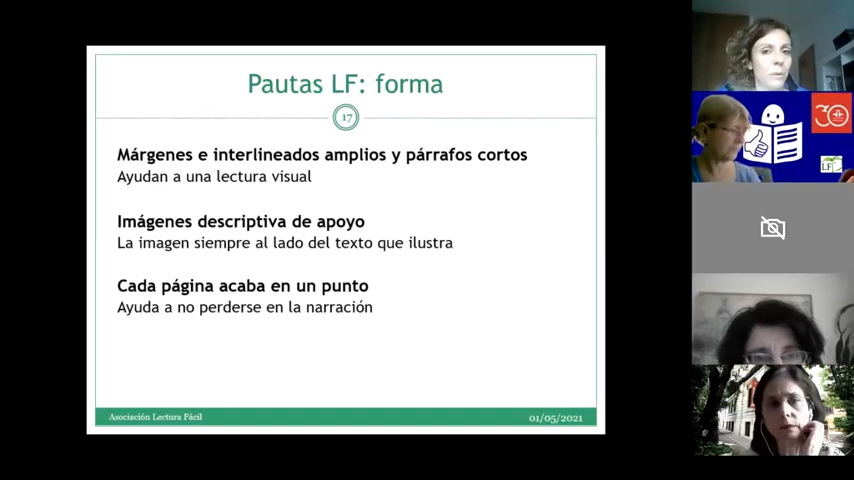 Pautas LF: forma
17
Márgenes e interlineados amplios y párrafos cortos
Ayudan a una lectura visual
Imágenes descriptiva de apoyo
La imagen siempre al lado del texto que ilustra
Cada página acaba en un punto
Ayuda a no perderse en la narración
Asociación Lectura Fácil
01/05/2021
30
LF